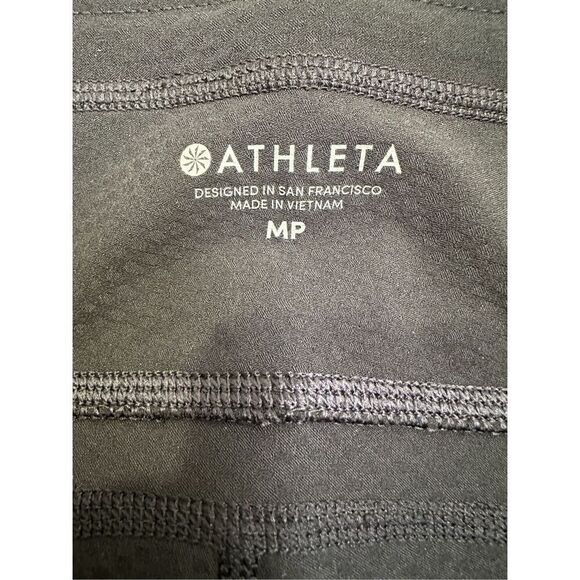 ATHLETA
DESIGNED IN SAN FRANCISCO
MADE IN VIETNAM
MP